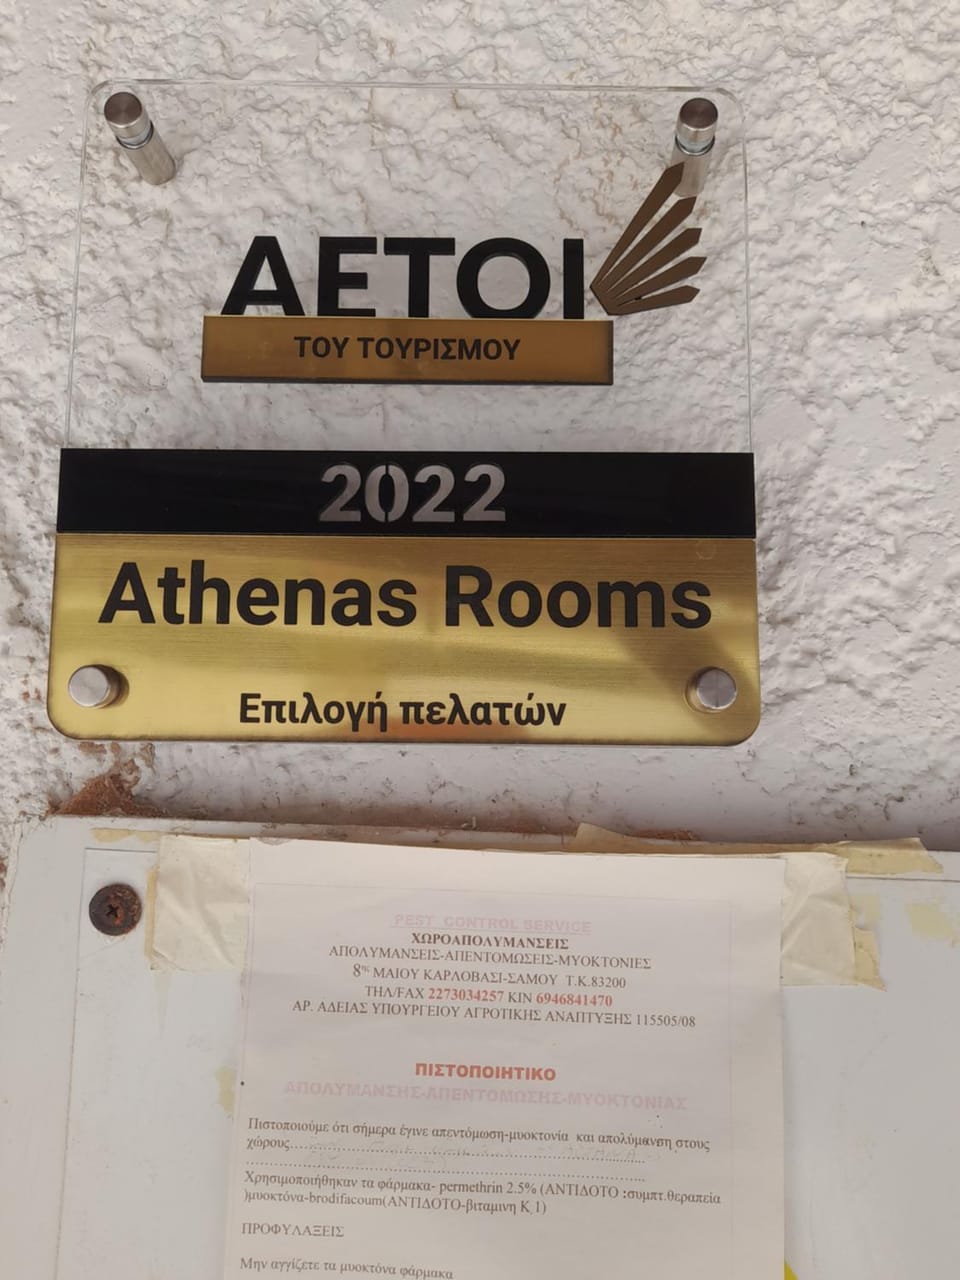 ΑΕΤΟΙ
ΤΟΥ ΤΟΥΡΙΣΜΟΥ
2022
Athenas Rooms
Επιλογή πελατών
PEST CONTROL SERVICE
ΧΩΡΟΑΠΟΛΥΜΑΝΣΕΙΣ
ΑΠΟΛΥΜΑΝΣΕΙΣ-ΑΠΕΝΤΟΜΩΣΕΙΣ-ΜΥΟΚΤΟΝΙΕΣ
8ης ΜΑΙΟΥ ΚΑΡΛΟΒΑΣΙ-ΣΑΜΟΥ Τ.Κ.83200
ΤΗΛ/FAX 2273034257 ΚΙΝ 6946841470
ΑΡ. ΑΔΕΙΑΣ ΥΠΟΥΡΓΕΙΟΥ ΑΓΡΟΤΙΚΗΣ ΑΝΑΠΤΥΞΗΣ 115505/08
ΠΙΣΤΟΠΟΙΗΤΙΚΟ
ΑΠΟΛΥΜΑΝΣΗΣ-ΑΠΕΝΤΟΜΩΣΗΣ-ΜΥΟΚΤΟΝΙΑΣ
Πιστοποιούμε ότι σήμερα έγινε απεντόμωση-μυοκτονία και απολύμανση στους
χώρους
Χρησιμοποιήθηκαν τα φάρμακα- permethrin 2.5% (ΑΝΤΙΔΟΤΟ :συμπτ.θεραπεία
)μυοκτόνα-brodifacoum(ΑΝΤΙΔΟΤΟ-βιταμινη Κ,1)
ΠΡΟΦΥΛΑΞΕΙΣ
Μην αγγίζετε τα μυοκτόνα φάρμακα